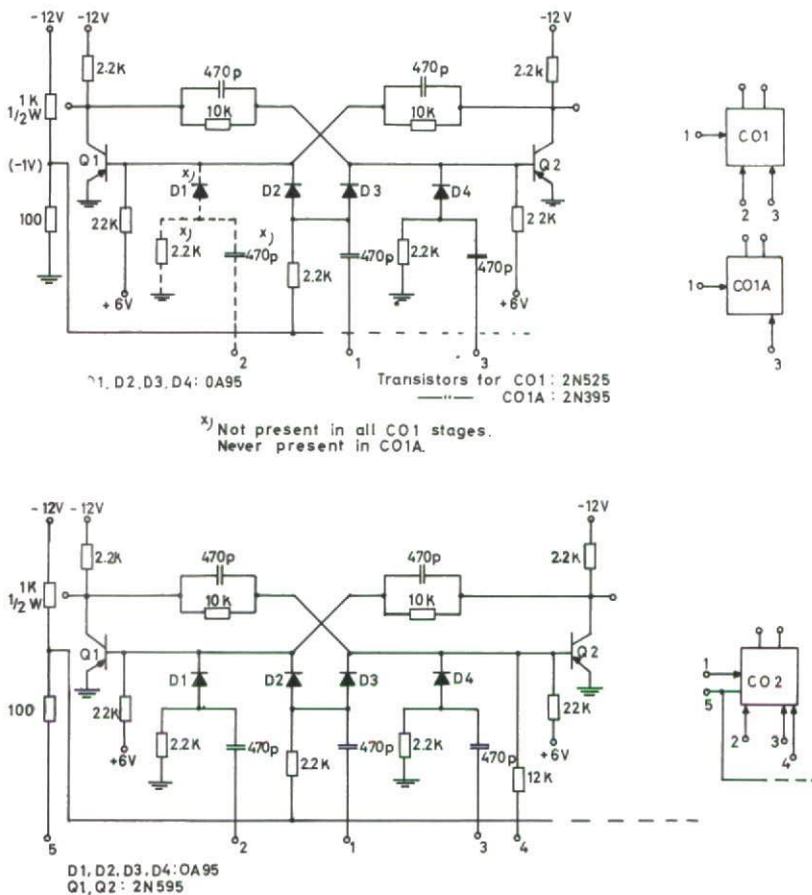 -12V -12V -12V
2.2K 470p 470p 2.2k
1K
1/2 W 10K 10K
CO1
1
Q1 Q2
(-1V) x)
D1 D2 D3 D4
2 3
100 22K x) x) 2.2K
2.2K 470p 470p 2.2K
2.2K 470p
CO1A
1
+6V +6V
2 1 3
3
1, D2, D3, D4: OA95 Transistors for CO1: 2N525
—"— CO1A: 2N395
x) Not present in all CO1 stages.
Never present in CO1A.
-12V -12V -12V
2.2K 470p 470p 2.2K
1K
1/2 W 10K 10K
Q1 Q2
1
CO2
5
D1 D2 D3 D4
100 22K 22K
2 3
4
2.2K 470p 470p 2.2K
+6V 2.2K 470p +6V
12K
5 2 1 3 4
D1, D2, D3, D4: OA95
Q1, Q2: 2N595